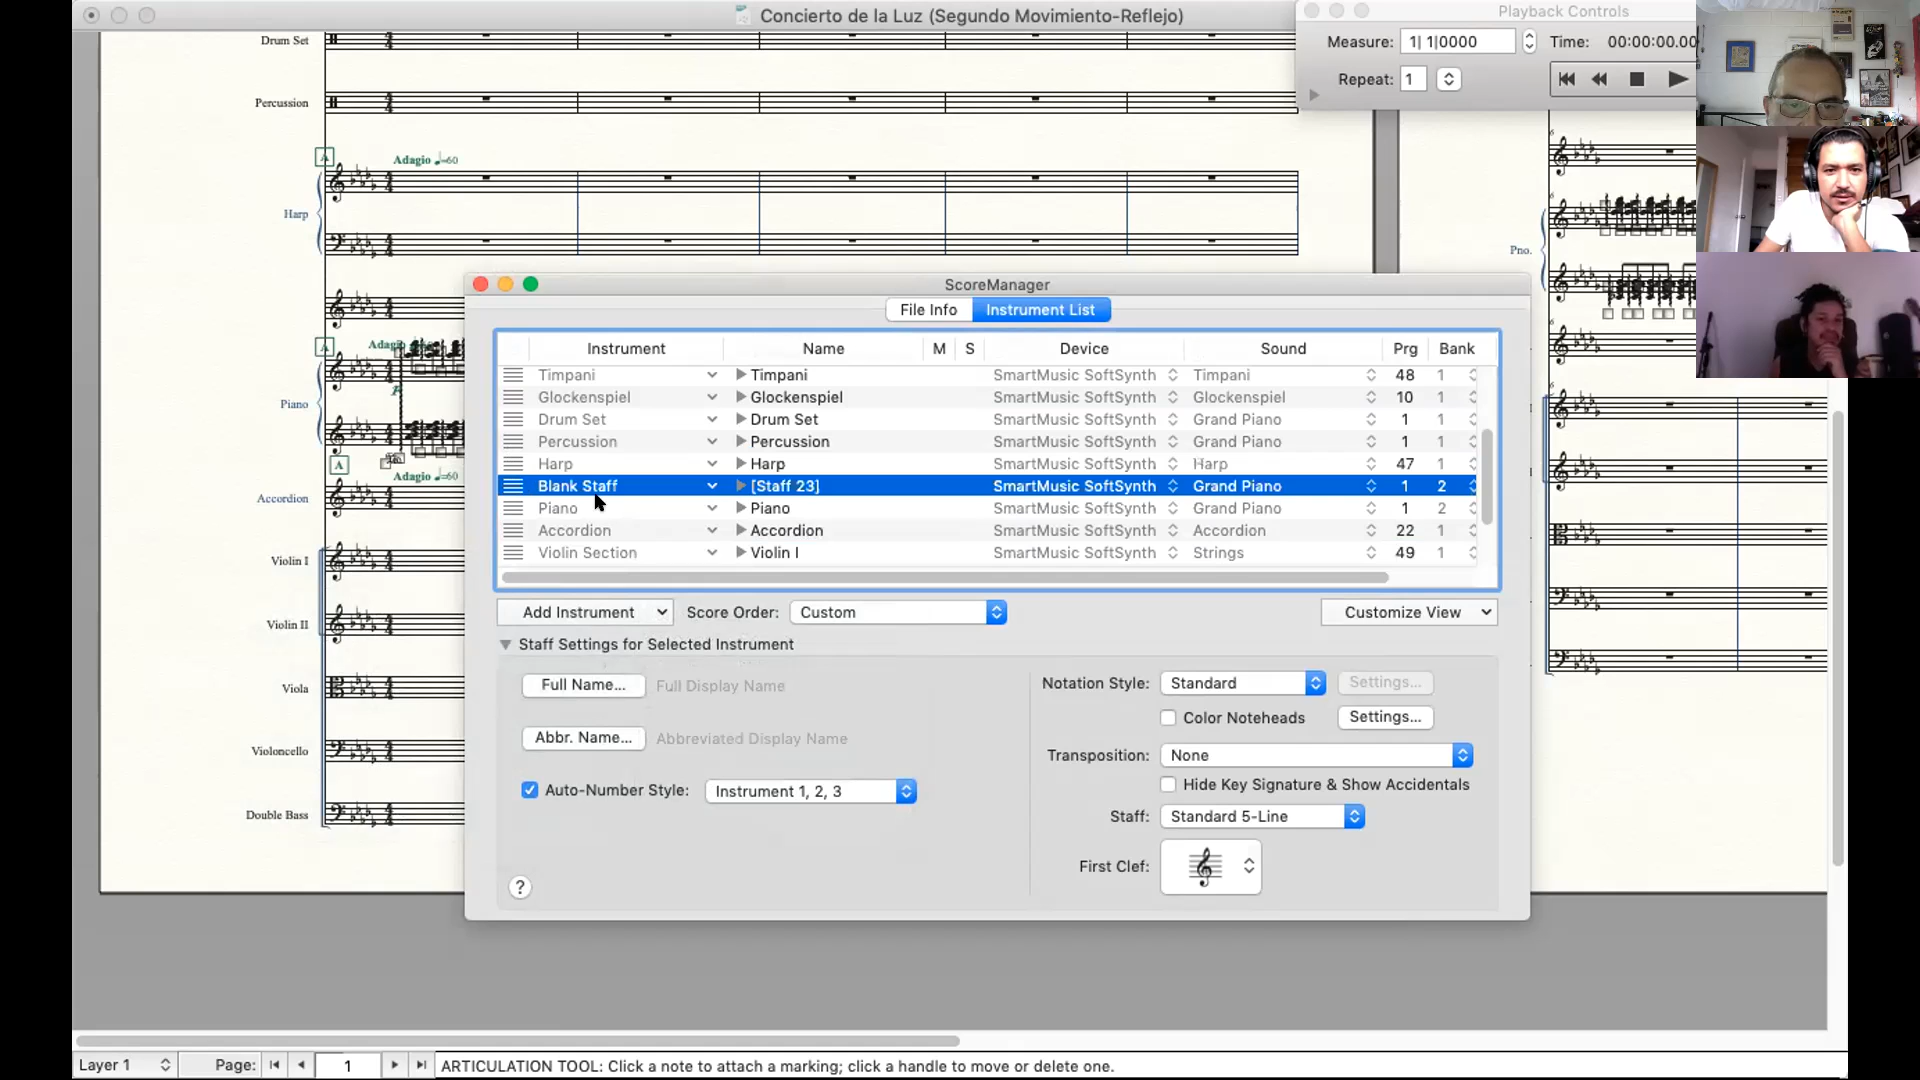 Concierto de la Luz (Segundo Movimiento-Reflejo)
Playback Controls
Measure: 1| 1|0000 Time: 00:00:00.00
Repeat: 1
Drum Set
Percussion
A
Adagio ♩=60
Harp
A
Adagio
Piano
A
Adagio ♩=60
Accordion
Violin I
Violin II
Viola
Violoncello
Double Bass
Pno.
ScoreManager
File Info Instrument List
Instrument Name M S Device Sound Prg Bank
Timpani Timpani SmartMusic SoftSynth Timpani 48 1
Glockenspiel Glockenspiel SmartMusic SoftSynth Glockenspiel 10 1
Drum Set Drum Set SmartMusic SoftSynth Grand Piano 1 1
Percussion Percussion SmartMusic SoftSynth Grand Piano 1 1
Harp Harp SmartMusic SoftSynth Harp 47 1
Blank Staff [Staff 23] SmartMusic SoftSynth Grand Piano 1 2
Piano Piano SmartMusic SoftSynth Grand Piano 1 2
Accordion Accordion SmartMusic SoftSynth Accordion 22 1
Violin Section Violin I SmartMusic SoftSynth Strings 49 1
Add Instrument Score Order: Custom Customize View
Staff Settings for Selected Instrument
Full Name... Full Display Name
Abbr. Name... Abbreviated Display Name
Auto-Number Style: Instrument 1, 2, 3
Notation Style: Standard Settings...
Color Noteheads Settings...
Transposition: None
Hide Key Signature & Show Accidentals
Staff: Standard 5-Line
First Clef:
?
Layer 1 Page: 1 ARTICULATION TOOL: Click a note to attach a marking; click a handle to move or delete one.